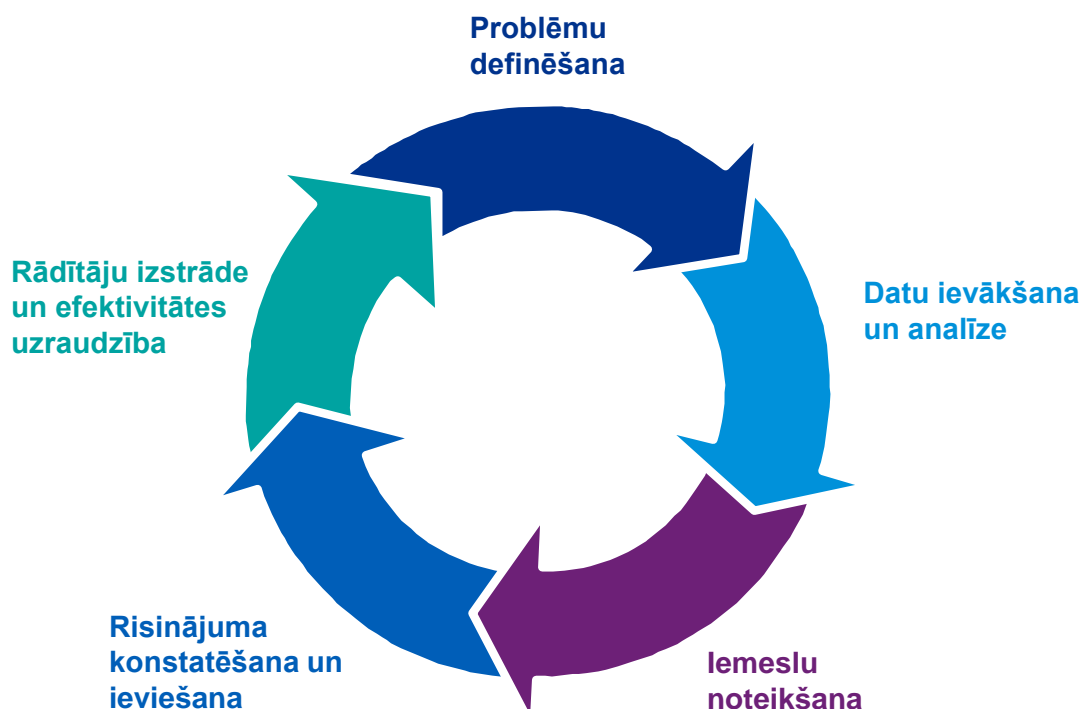 Problēmu
definēšana
Datu ievākšana
un analīze
Iemeslu
noteikšana
Risinājuma
konstatēšana un
ieviešana
Rādītāju izstrāde
un efektivitātes
uzraudzība